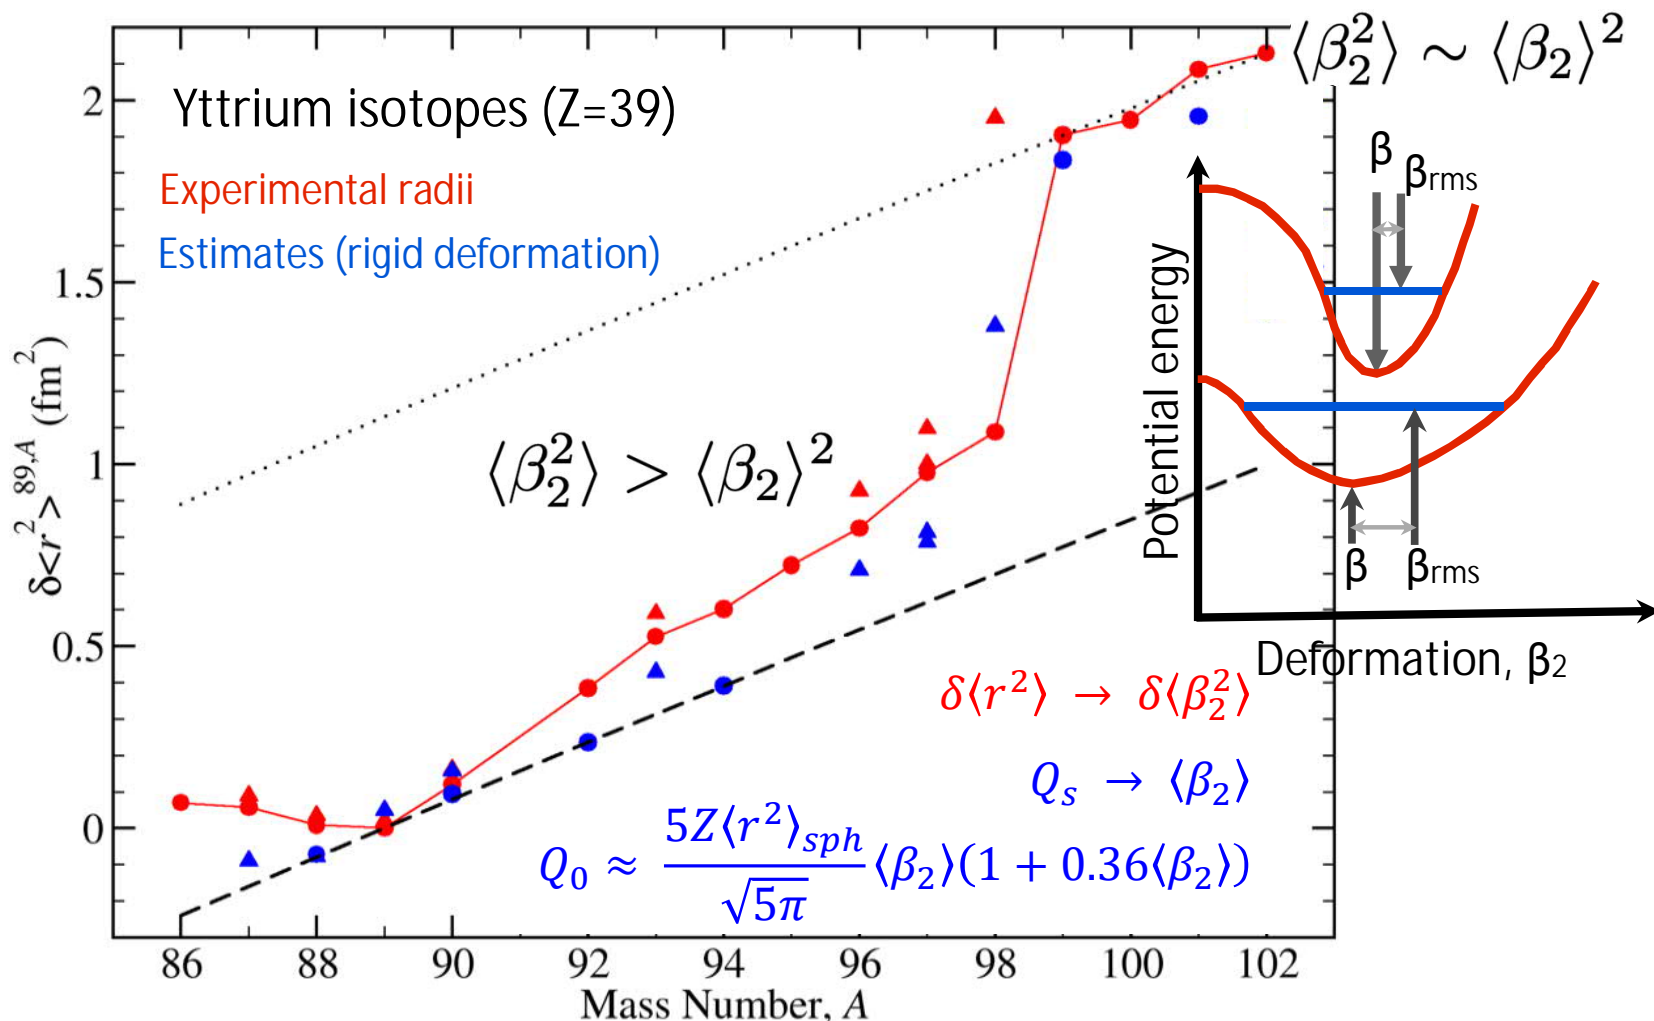 ⟨β₂²⟩ ~ ⟨β₂⟩²
Yttrium isotopes (Z=39)
Experimental radii
Estimates (rigid deformation)
⟨β₂²⟩ > ⟨β₂⟩²
δ<r²>⁸⁹,ᴬ (fm²)
2
1.5
1
0.5
0
β
βrms
Potential energy
β
βrms
Deformation, β₂
δ⟨r²⟩ → δ⟨β₂²⟩
Qₛ → ⟨β₂⟩
Q₀ ≈ 5Z⟨r²⟩sph / √5π ⟨β₂⟩(1 + 0.36⟨β₂⟩)
86 88 90 92 94 96 98 100 102
Mass Number, A